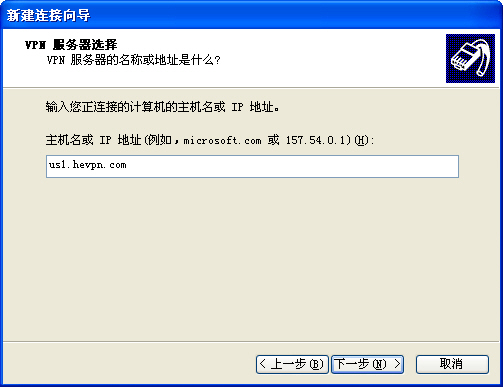 新建连接向导
VPN 服务器选择
VPN 服务器的名称或地址是什么?
输入您正连接的计算机的主机名或 IP 地址。
主机名或 IP 地址(例如，microsoft.com 或 157.54.0.1)(H):
us1.hevpn.com
< 上一步(B) 下一步(N) > 取消